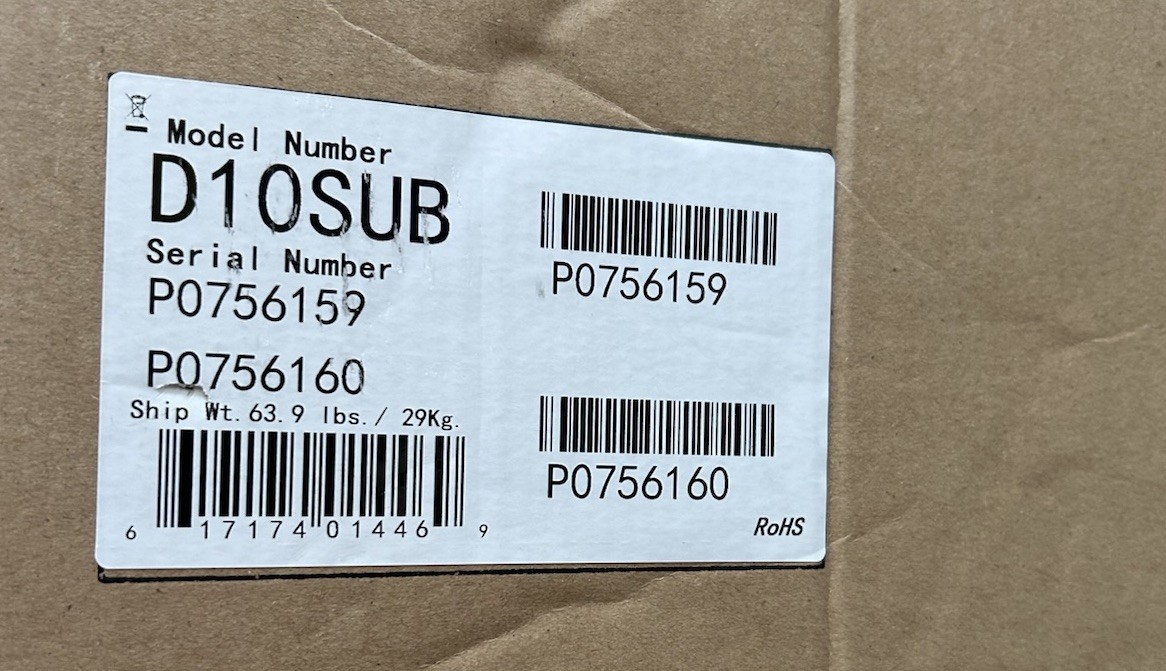 Model Number
D10SUB
Serial Number
P0756159
P0756160
Ship Wt. 63.9 lbs. / 29Kg.
6 17174 01446 9
P0756159
P0756160
RoHS